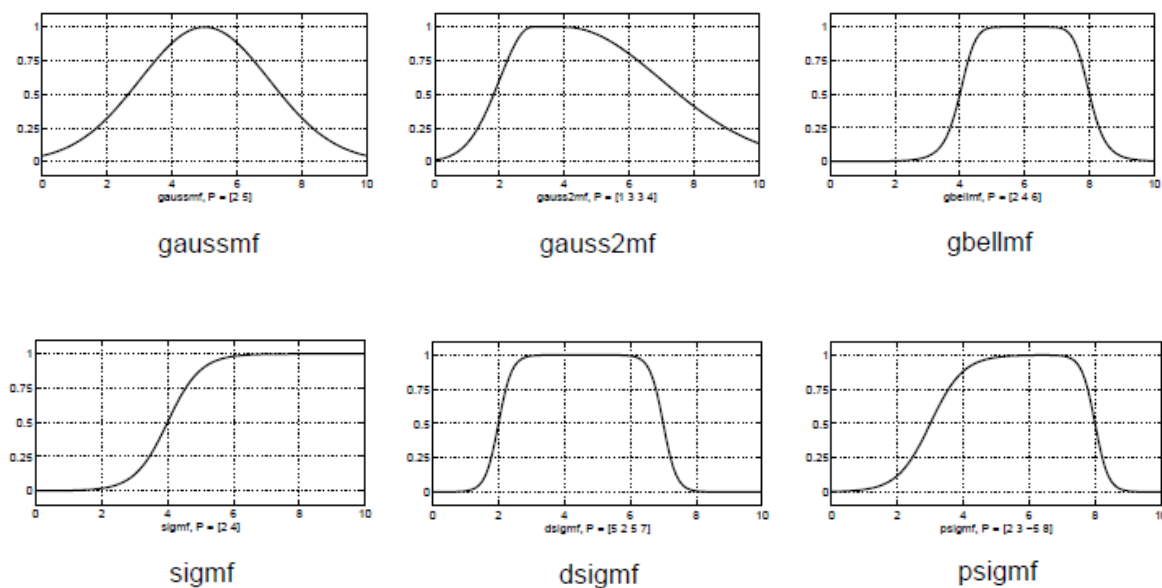 1
0.75
0.5
0.25
0
0 2 4 6 8 10
gaussmf, P = [2 5]
gaussmf
1
0.75
0.5
0.25
0
0 2 4 6 8 10
gauss2mf, P = [1 3 3 4]
gauss2mf
1
0.75
0.5
0.25
0
0 2 4 6 8 10
gbellmf, P = [2 4 6]
gbellmf
1
0.75
0.5
0.25
0
0 2 4 6 8 10
sigmf, P = [2 4]
sigmf
1
0.75
0.5
0.25
0
0 2 4 6 8 10
dsigmf, P = [5 2 5 7]
dsigmf
1
0.75
0.5
0.25
0
0 2 4 6 8 10
psigmf, P = [2 3 −5 8]
psigmf